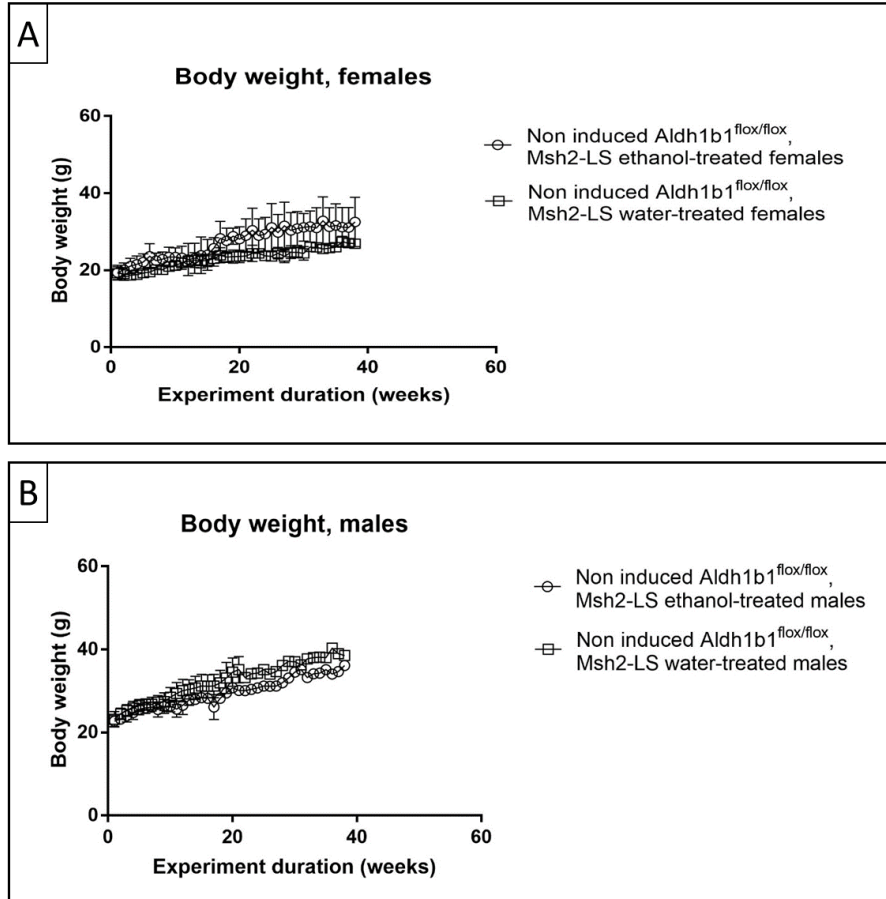 A
Body weight, females
60
40
20
0
Body weight (g)
0 20 40 60
Experiment duration (weeks)
Non induced Aldh1b1flox/flox,
Msh2-LS ethanol-treated females
Non induced Aldh1b1flox/flox,
Msh2-LS water-treated females
B
Body weight, males
60
40
20
0
Body weight (g)
0 20 40 60
Experiment duration (weeks)
Non induced Aldh1b1flox/flox,
Msh2-LS ethanol-treated males
Non induced Aldh1b1flox/flox,
Msh2-LS water-treated males